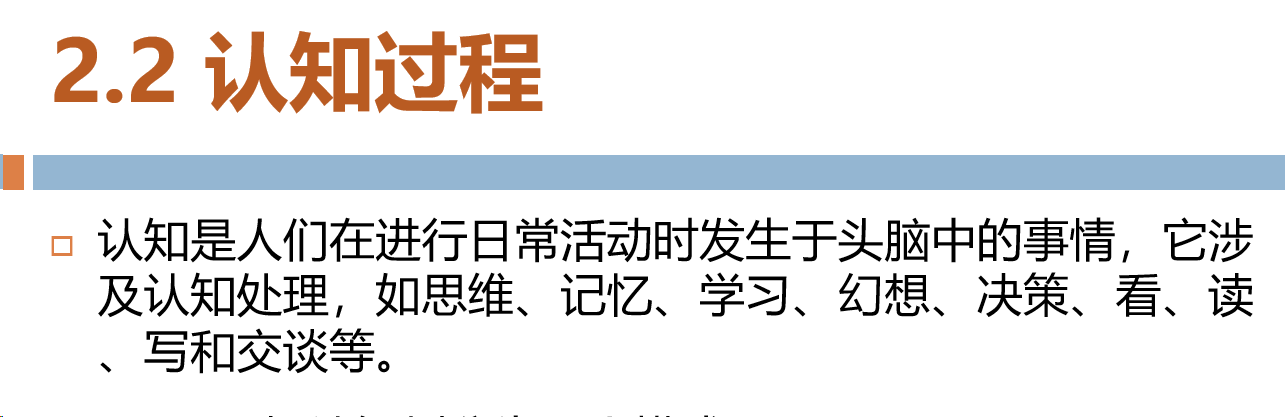 2.2 认知过程
认知是人们在进行日常活动时发生于头脑中的事情，它涉
及认知处理，如思维、记忆、学习、幻想、决策、看、读
、写和交谈等。